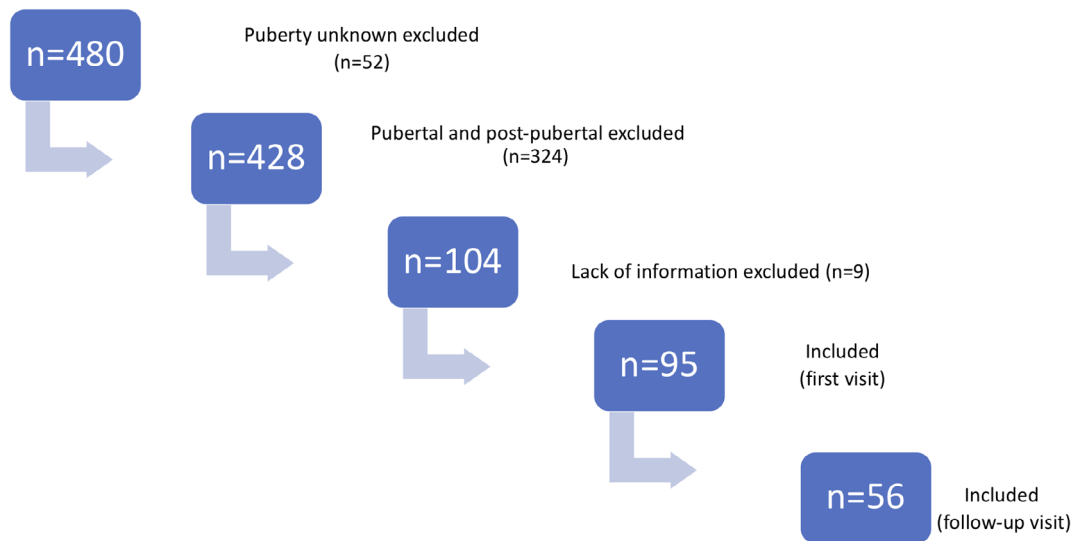 n=480
Puberty unknown excluded
(n=52)
n=428
Pubertal and post-pubertal excluded
(n=324)
n=104
Lack of information excluded (n=9)
n=95
Included
(first visit)
n=56
Included
(follow-up visit)